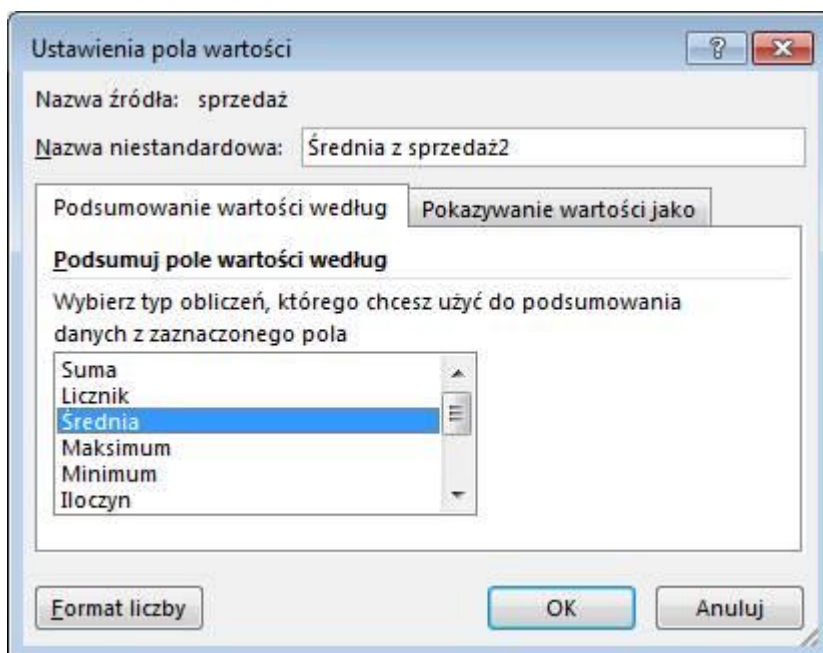 Ustawienia pola wartości
Nazwa źródła: sprzedaż
Nazwa niestandardowa: Średnia z sprzedaż2
Podsumowanie wartości według Pokazywanie wartości jako
Podsumuj pole wartości według
Wybierz typ obliczeń, którego chcesz użyć do podsumowania
danych z zaznaczonego pola
Suma
Licznik
Średnia
Maksimum
Minimum
Iloczyn
Format liczby OK Anuluj